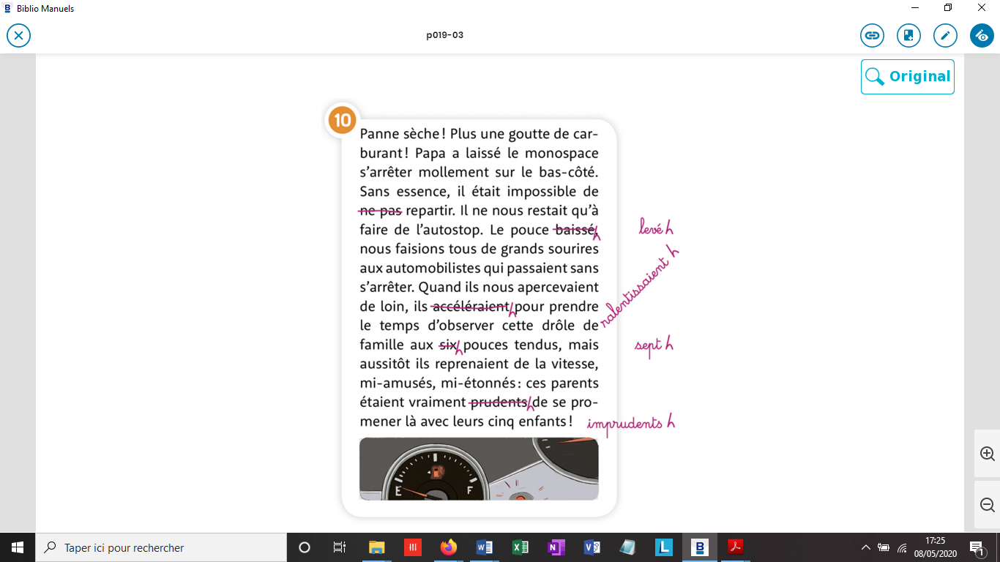 Biblio Manuels
p019-03
Original
10
Panne sèche ! Plus une goutte de car-
burant ! Papa a laissé le monospace
s'arrêter mollement sur le bas-côté.
Sans essence, il était impossible de
ne pas repartir. Il ne nous restait qu'à
faire de l'autostop. Le pouce baissé, h levé h
nous faisions tous de grands sourires
aux automobilistes qui passaient sans
s'arrêter. Quand ils nous apercevaient
de loin, ils accéléraient h pour prendre ralentissaient h
le temps d'observer cette drôle de
famille aux six h pouces tendus, mais sept h
aussitôt ils reprenaient de la vitesse,
mi-amusés, mi-étonnés : ces parents
étaient vraiment prudents h de se pro-
mener là avec leurs cinq enfants ! imprudents h
E F
Taper ici pour rechercher
17:25
08/05/2020
1